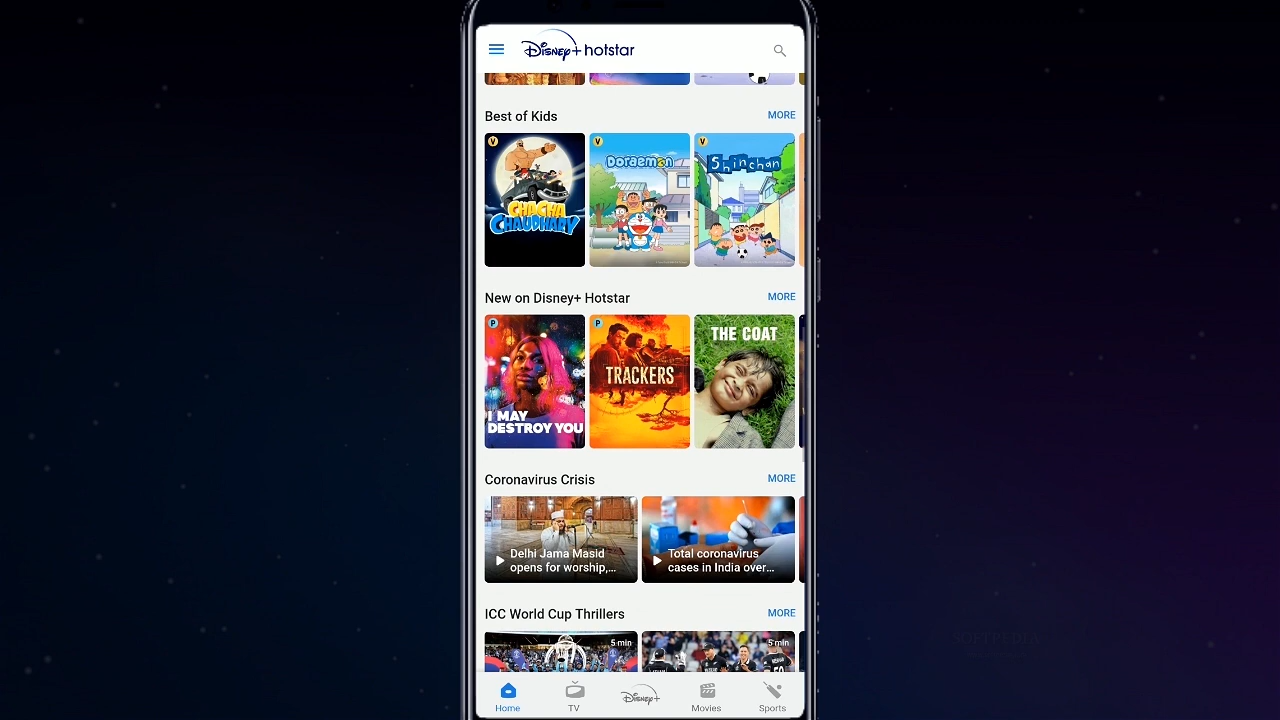 Disney+ hotstar
Best of Kids
MORE
V
CHACHA
CHAUDHARY
V
DORAEMON
V
Shinchan
New on Disney+ Hotstar
MORE
P
I MAY
DESTROY YOU
P
TRACKERS
THE COAT
Coronavirus Crisis
MORE
Delhi Jama Masid
opens for worship,...
Total coronavirus
cases in India over...
ICC World Cup Thrillers
MORE
5 min
5 min
Home
TV
Disney+
Movies
Sports
SOFTPEDIA